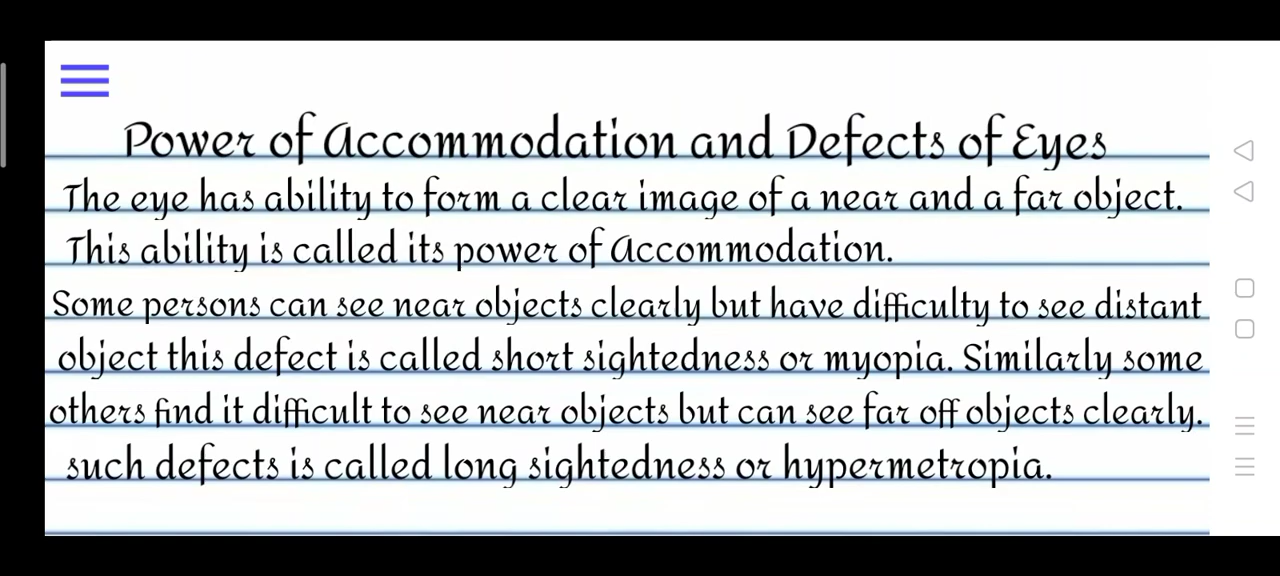 Power of Accommodation and Defects of Eyes
The eye has ability to form a clear image of a near and a far object.
This ability is called its power of Accommodation.
Some persons can see near objects clearly but have difficulty to see distant
object this defect is called short sightedness or myopia. Similarly some
others find it difficult to see near objects but can see far off objects clearly.
such defects is called long sightedness or hypermetropia.